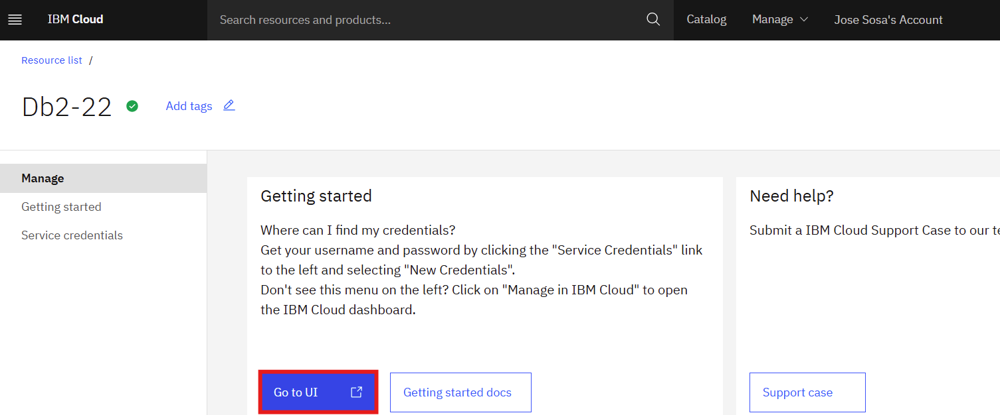 IBM Cloud
Search resources and products...
Catalog
Manage
Jose Sosa's Account
Resource list /
Db2-22
Add tags
Manage
Getting started
Service credentials
Getting started
Where can I find my credentials?
Get your username and password by clicking the "Service Credentials" link
to the left and selecting "New Credentials".
Don't see this menu on the left? Click on "Manage in IBM Cloud" to open
the IBM Cloud dashboard.
Go to UI
Getting started docs
Need help?
Submit a IBM Cloud Support Case to our
Support case